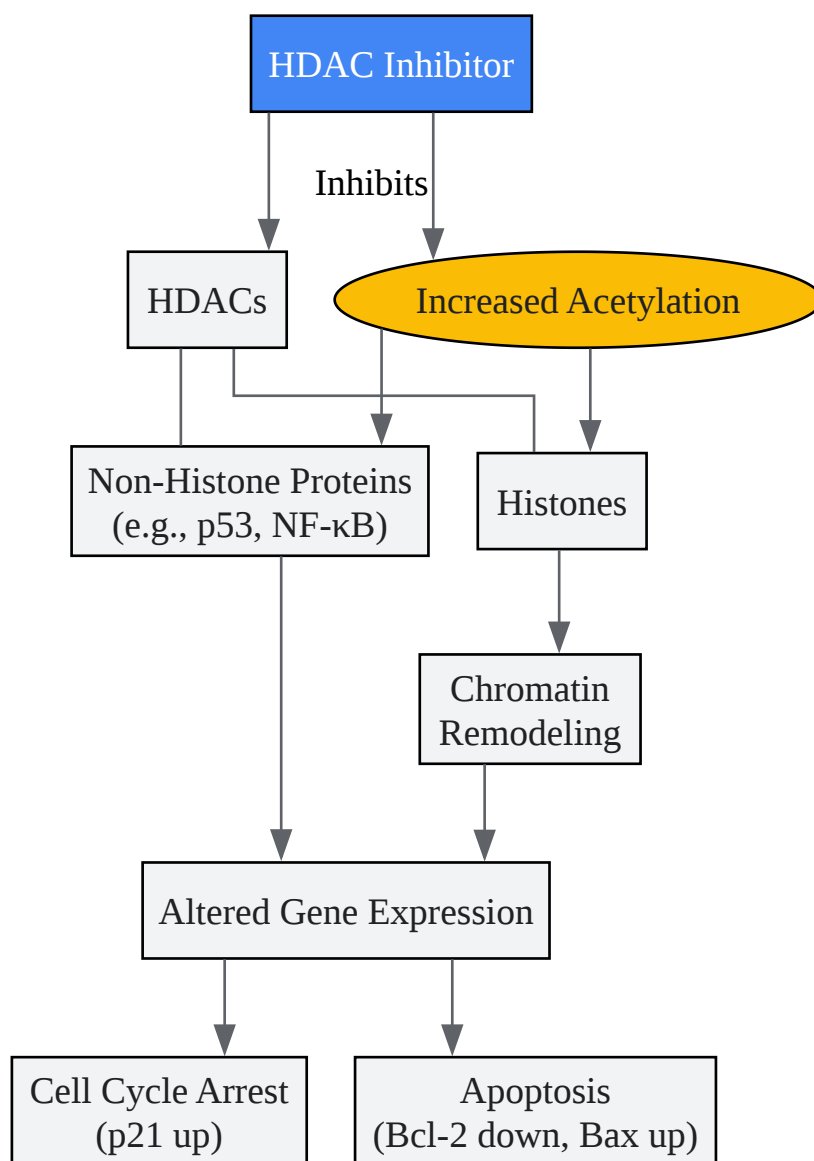 HDAC Inhibitor
Inhibits
HDACs
Increased Acetylation
Non-Histone Proteins
(e.g., p53, NF-κB)
Histones
Chromatin
Remodeling
Altered Gene Expression
Cell Cycle Arrest
(p21 up)
Apoptosis
(Bcl-2 down, Bax up)